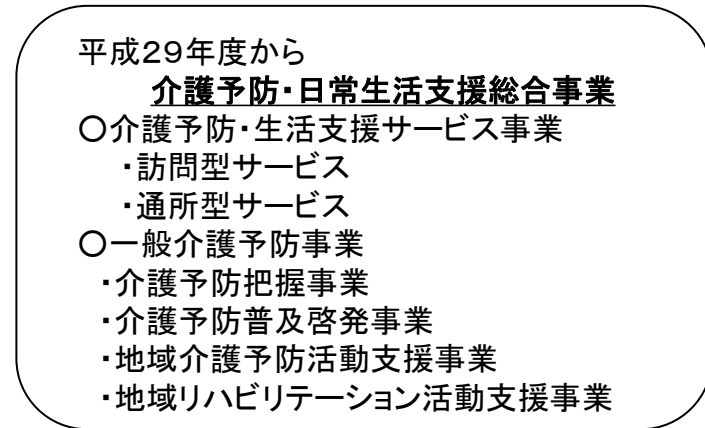 平成29年度から
介護予防・日常生活支援総合事業
○介護予防・生活支援サービス事業
・訪問型サービス
・通所型サービス
○一般介護予防事業
・介護予防把握事業
・介護予防普及啓発事業
・地域介護予防活動支援事業
・地域リハビリテーション活動支援事業